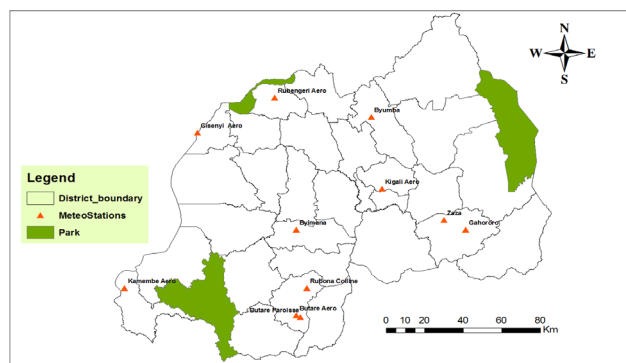 N
W E
S
Ruhengeri Aero
Byumba
Gisenyi Aero
Kigali Aero
Legend
District_boundary
MeteoStations
Park
Zaza
Gahororo
Byimana
Kamembe Aero
Rubona Colline
Butare Paroisse
Butare Aero
0 10 20 40 60 80
Km